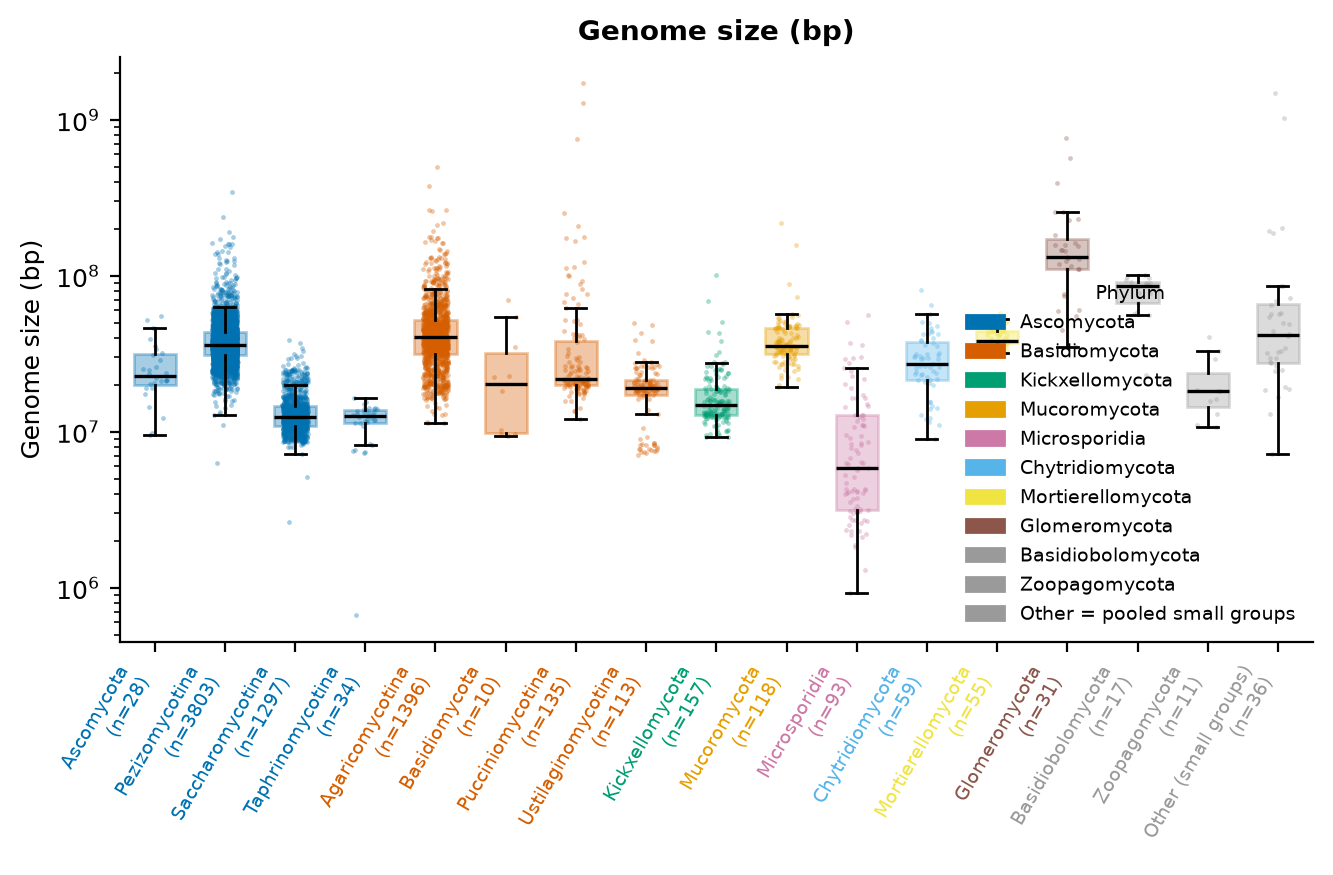 Genome size (bp)
Genome size (bp)
10^9
10^8
10^7
10^6
Phylum
Ascomycota
Basidiomycota
Kickxellomycota
Mucoromycota
Microsporidia
Chytridiomycota
Mortierellomycota
Glomeromycota
Basidiobolomycota
Zoopagomycota
Other = pooled small groups
Ascomycota
(n=28)
Pezizomycotina
(n=3803)
Saccharomycotina
(n=1297)
Taphrinomycotina
(n=34)
Agaricomycotina
(n=1396)
Basidiomycota
(n=10)
Pucciniomycotina
(n=135)
Ustilaginomycotina
(n=113)
Kickxellomycota
(n=157)
Mucoromycota
(n=118)
Microsporidia
(n=93)
Chytridiomycota
(n=59)
Mortierellomycota
(n=55)
Glomeromycota
(n=31)
Basidiobolomycota
(n=17)
Zoopagomycota
(n=11)
Other (small groups)
(n=36)